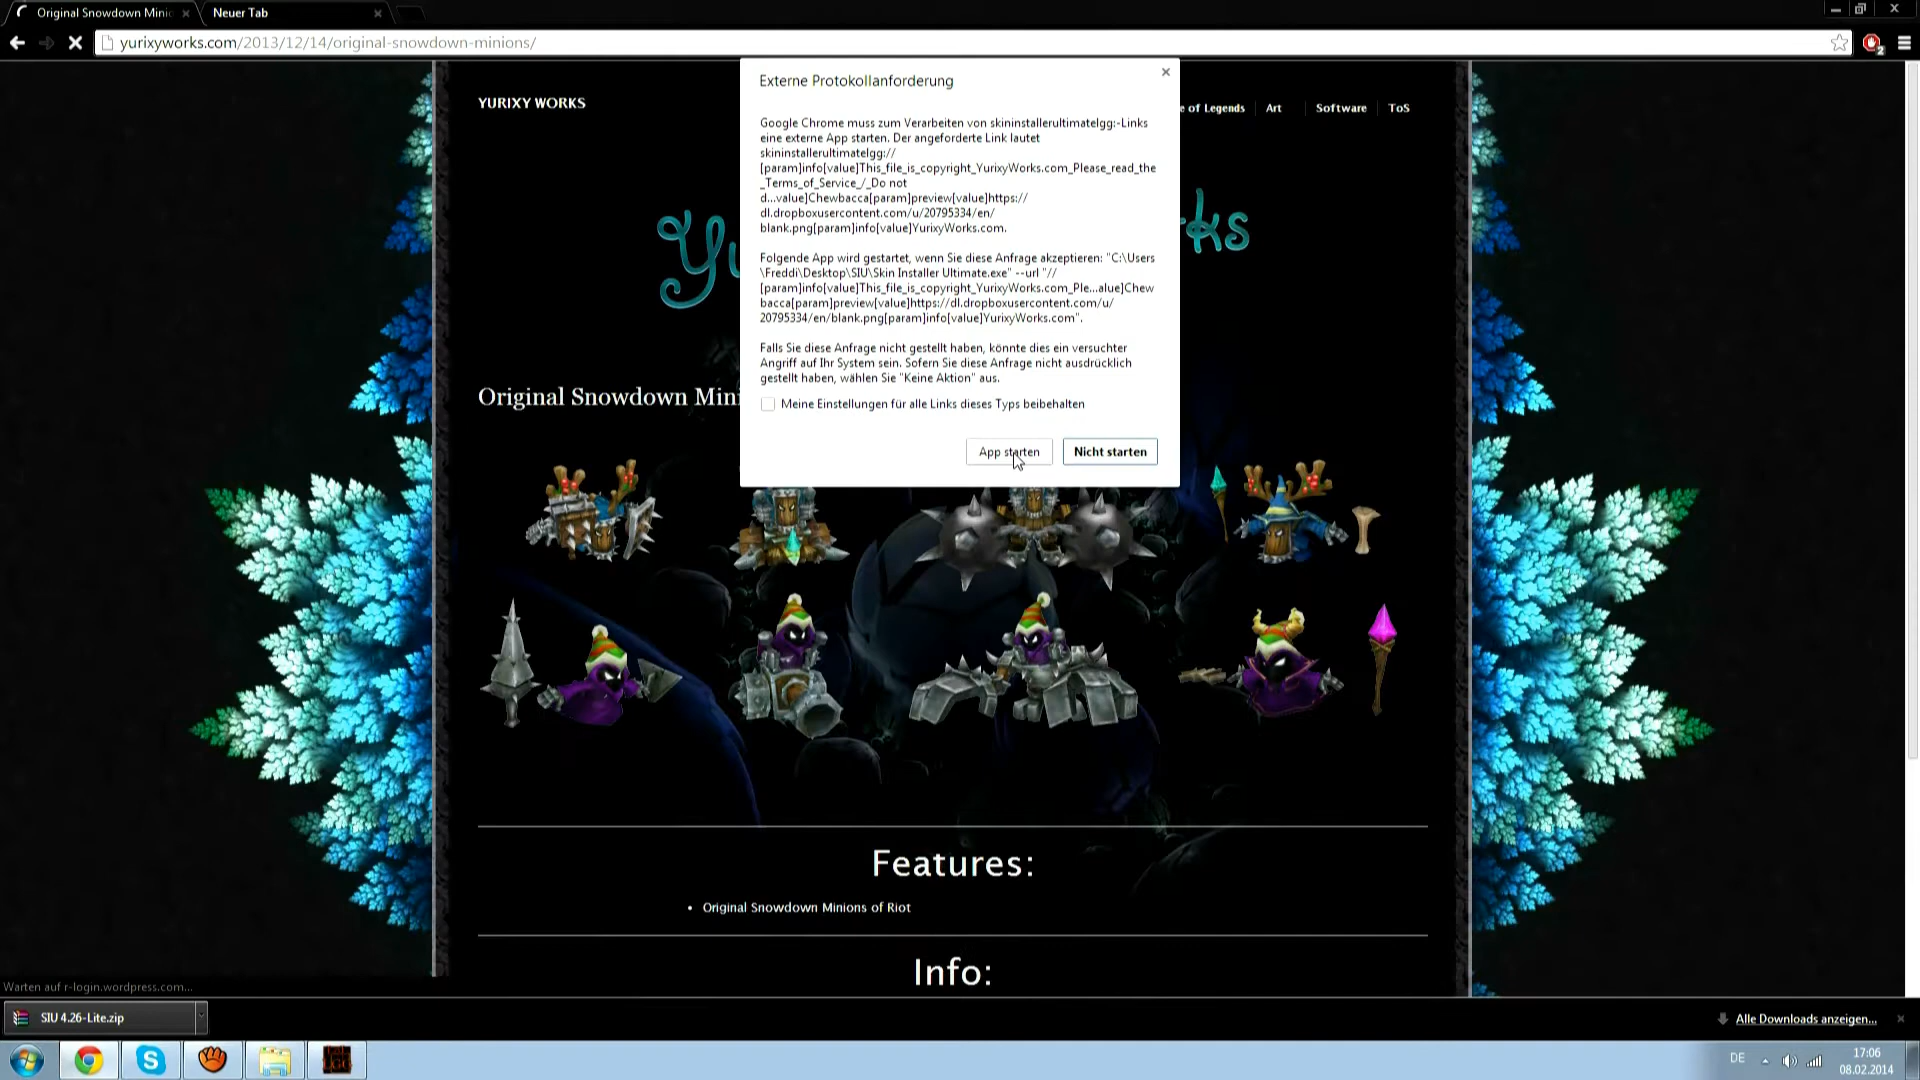 Original Snowdown Minio
Neuer Tab
yurixyworks.com/2013/12/14/original-snowdown-minions/
2
Externe Protokollanforderung
YURIXY WORKS
e of Legends
Art
Software
ToS
Google Chrome muss zum Verarbeiten von skininstallerultimatelgg:-Links
eine externe App starten. Der angeforderte Link lautet
skininstallerultimatelgg://
[param]info[value]This_file_is_copyright_YurixyWorks.com_Please_read_the
_Terms_of_Service_/_Do not
d...value]Chewbacca[param]preview[value]https://
dl.dropboxusercontent.com/u/20795334/en/
blank.png[param]info[value]YurixyWorks.com.
Yu
ks
Folgende App wird gestartet, wenn Sie diese Anfrage akzeptieren: "C:\Users
\Freddi\Desktop\SIU\Skin Installer Ultimate.exe" --url "//
[param]info[value]This_file_is_copyright_YurixyWorks.com_Ple...alue]Chew
bacca[param]preview[value]https://dl.dropboxusercontent.com/u/
20795334/en/blank.png[param]info[value]YurixyWorks.com".
Falls Sie diese Anfrage nicht gestellt haben, könnte dies ein versuchter
Angriff auf Ihr System sein. Sofern Sie diese Anfrage nicht ausdrücklich
gestellt haben, wählen Sie "Keine Aktion" aus.
Original Snowdown Mini
Meine Einstellungen für alle Links dieses Typs beibehalten
App starten
Nicht starten
Features:
Original Snowdown Minions of Riot
Info:
Warten auf r-login.wordpress.com...
SIU 4.26-Lite.zip
Alle Downloads anzeigen...
DE
17:06
08.02.2014